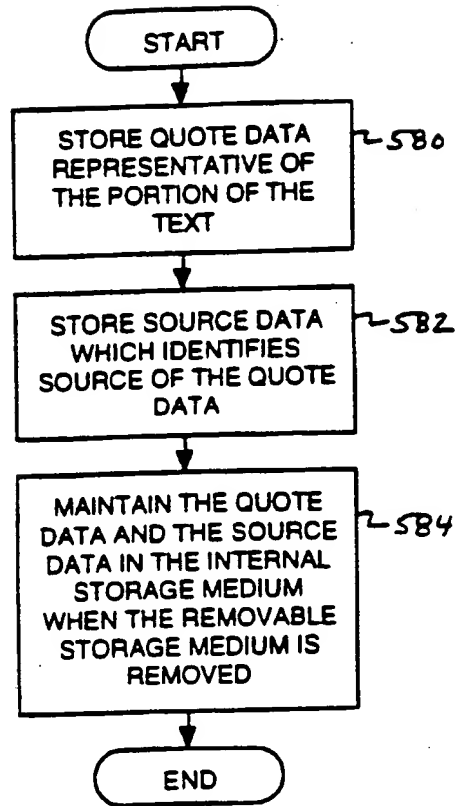 START
STORE QUOTE DATA
REPRESENTATIVE OF
THE PORTION OF THE
TEXT
580
STORE SOURCE DATA
WHICH IDENTIFIES
SOURCE OF THE QUOTE
DATA
582
MAINTAIN THE QUOTE
DATA AND THE SOURCE
DATA IN THE INTERNAL
STORAGE MEDIUM
WHEN THE REMOVABLE
STORAGE MEDIUM IS
REMOVED
584
END